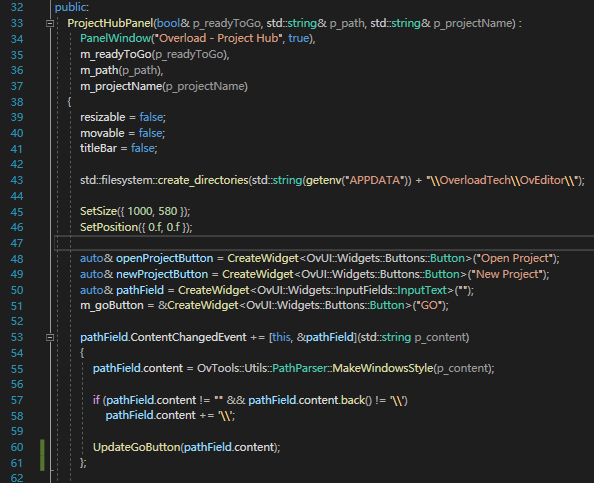 32 public:
33 ProjectHubPanel(bool& p_readyToGo, std::string& p_path, std::string& p_projectName) :
34 PanelWindow("Overload - Project Hub", true),
35 m_readyToGo(p_readyToGo),
36 m_path(p_path),
37 m_projectName(p_projectName)
38 {
39 resizable = false;
40 movable = false;
41 titleBar = false;
42
43 std::filesystem::create_directories(std::string(getenv("APPDATA")) + "\\OverloadTech\\OvEditor\\");
44
45 SetSize({ 1000, 580 });
46 SetPosition({ 0.f, 0.f });
47
48 auto& openProjectButton = CreateWidget<OvUI::Widgets::Buttons::Button>("Open Project");
49 auto& newProjectButton = CreateWidget<OvUI::Widgets::Buttons::Button>("New Project");
50 auto& pathField = CreateWidget<OvUI::Widgets::InputFields::InputText>("");
51 m_goButton = &CreateWidget<OvUI::Widgets::Buttons::Button>("GO");
52
53 pathField.ContentChangedEvent += [this, &pathField](std::string p_content)
54 {
55 pathField.content = OvTools::Utils::PathParser::MakeWindowsStyle(p_content);
56
57 if (pathField.content != "" && pathField.content.back() != '\\')
58 pathField.content += '\\';
59
60 UpdateGoButton(pathField.content);
61 };
62